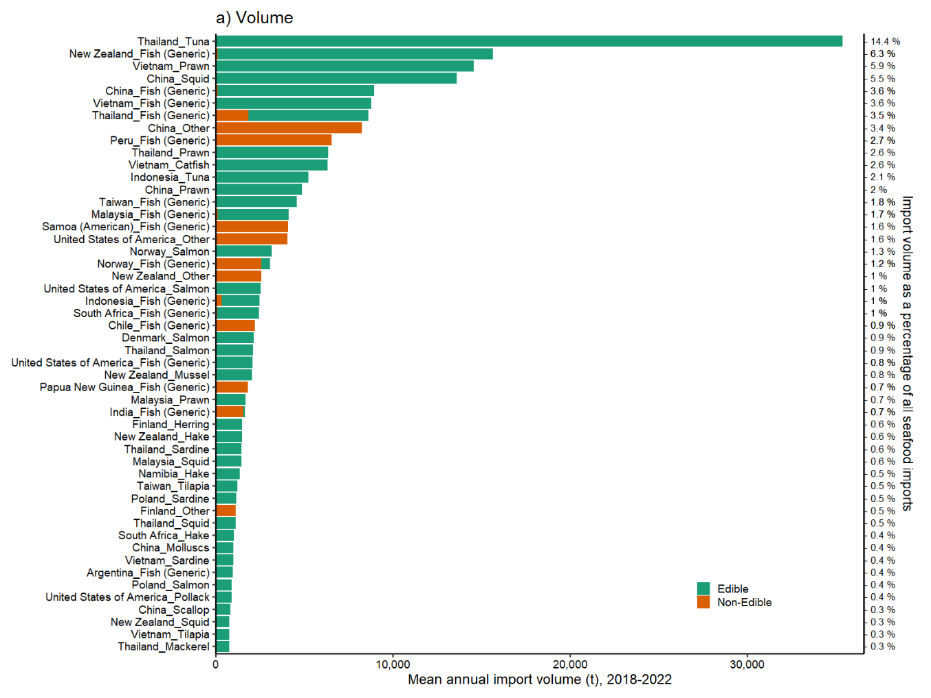 a) Volume
Thailand_Tuna 14.4 %
New Zealand_Fish (Generic) 6.3 %
Vietnam_Prawn 5.9 %
China_Squid 5.5 %
China_Fish (Generic) 3.6 %
Vietnam_Fish (Generic) 3.6 %
Thailand_Fish (Generic) 3.5 %
China_Other 3.4 %
Peru_Fish (Generic) 2.7 %
Thailand_Prawn 2.6 %
Vietnam_Catfish 2.6 %
Indonesia_Tuna 2.1 %
China_Prawn 2 %
Taiwan_Fish (Generic) 1.8 %
Malaysia_Fish (Generic) 1.7 %
Samoa (American)_Fish (Generic) 1.6 %
United States of America_Other 1.6 %
Norway_Salmon 1.3 %
Norway_Fish (Generic) 1.2 %
New Zealand_Other 1 %
United States of America_Salmon 1 %
Indonesia_Fish (Generic) 1 %
South Africa_Fish (Generic) 1 %
Chile_Fish (Generic) 0.9 %
Denmark_Salmon 0.9 %
Thailand_Salmon 0.9 %
United States of America_Fish (Generic) 0.8 %
New Zealand_Mussel 0.8 %
Papua New Guinea_Fish (Generic) 0.7 %
Malaysia_Prawn 0.7 %
India_Fish (Generic) 0.7 %
Finland_Herring 0.6 %
New Zealand_Hake 0.6 %
Thailand_Sardine 0.6 %
Malaysia_Squid 0.6 %
Namibia_Hake 0.5 %
Taiwan_Tilapia 0.5 %
Poland_Sardine 0.5 %
Finland_Other 0.5 %
Thailand_Squid 0.5 %
South Africa_Hake 0.4 %
China_Molluscs 0.4 %
Vietnam_Sardine 0.4 %
Argentina_Fish (Generic) 0.4 %
Poland_Salmon 0.4 %
United States of America_Pollack 0.4 %
China_Scallop 0.3 %
New Zealand_Squid 0.3 %
Vietnam_Tilapia 0.3 %
Thailand_Mackerel 0.3 %
Import volume as a percentage of all seafood imports
Edible
Non-Edible
0 10,000 20,000 30,000
Mean annual import volume (t), 2018-2022